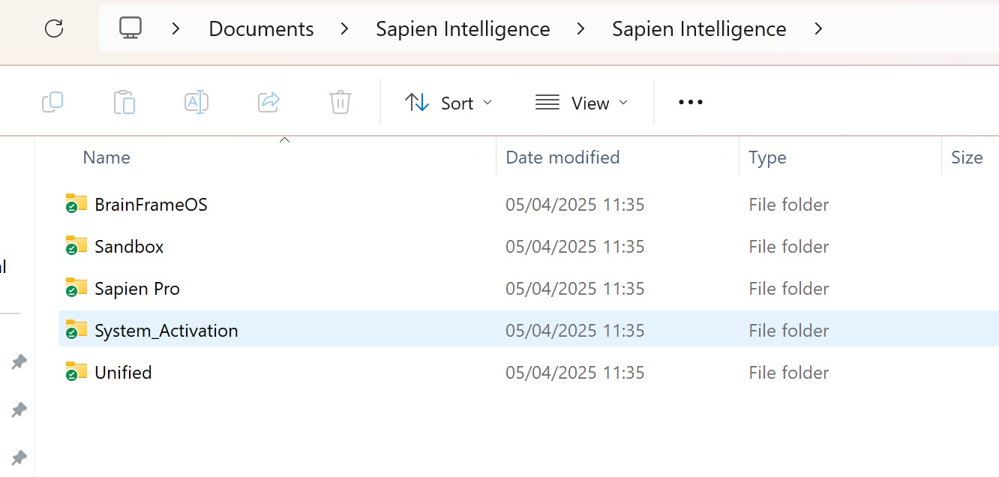 Documents > Sapien Intelligence > Sapien Intelligence >
Sort View
Name Date modified Type Size
BrainFrameOS 05/04/2025 11:35 File folder
Sandbox 05/04/2025 11:35 File folder
Sapien Pro 05/04/2025 11:35 File folder
System_Activation 05/04/2025 11:35 File folder
Unified 05/04/2025 11:35 File folder